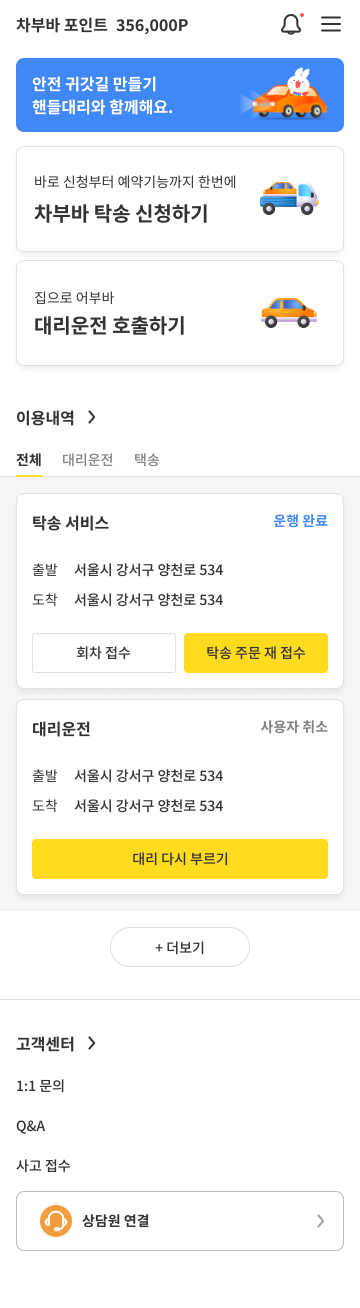 차부바 포인트 356,000P
안전 귀갓길 만들기
핸들대리와 함께해요.
바로 신청부터 예약기능까지 한번에
차부바 탁송 신청하기
집으로 어부바
대리운전 호출하기
이용내역
전체 대리운전 택송
탁송 서비스 운행 완료
출발 서울시 강서구 양천로 534
도착 서울시 강서구 양천로 534
회차 접수 탁송 주문 재 접수
대리운전 사용자 취소
출발 서울시 강서구 양천로 534
도착 서울시 강서구 양천로 534
대리 다시 부르기
+ 더보기
고객센터
1:1 문의
Q&A
사고 접수
상담원 연결